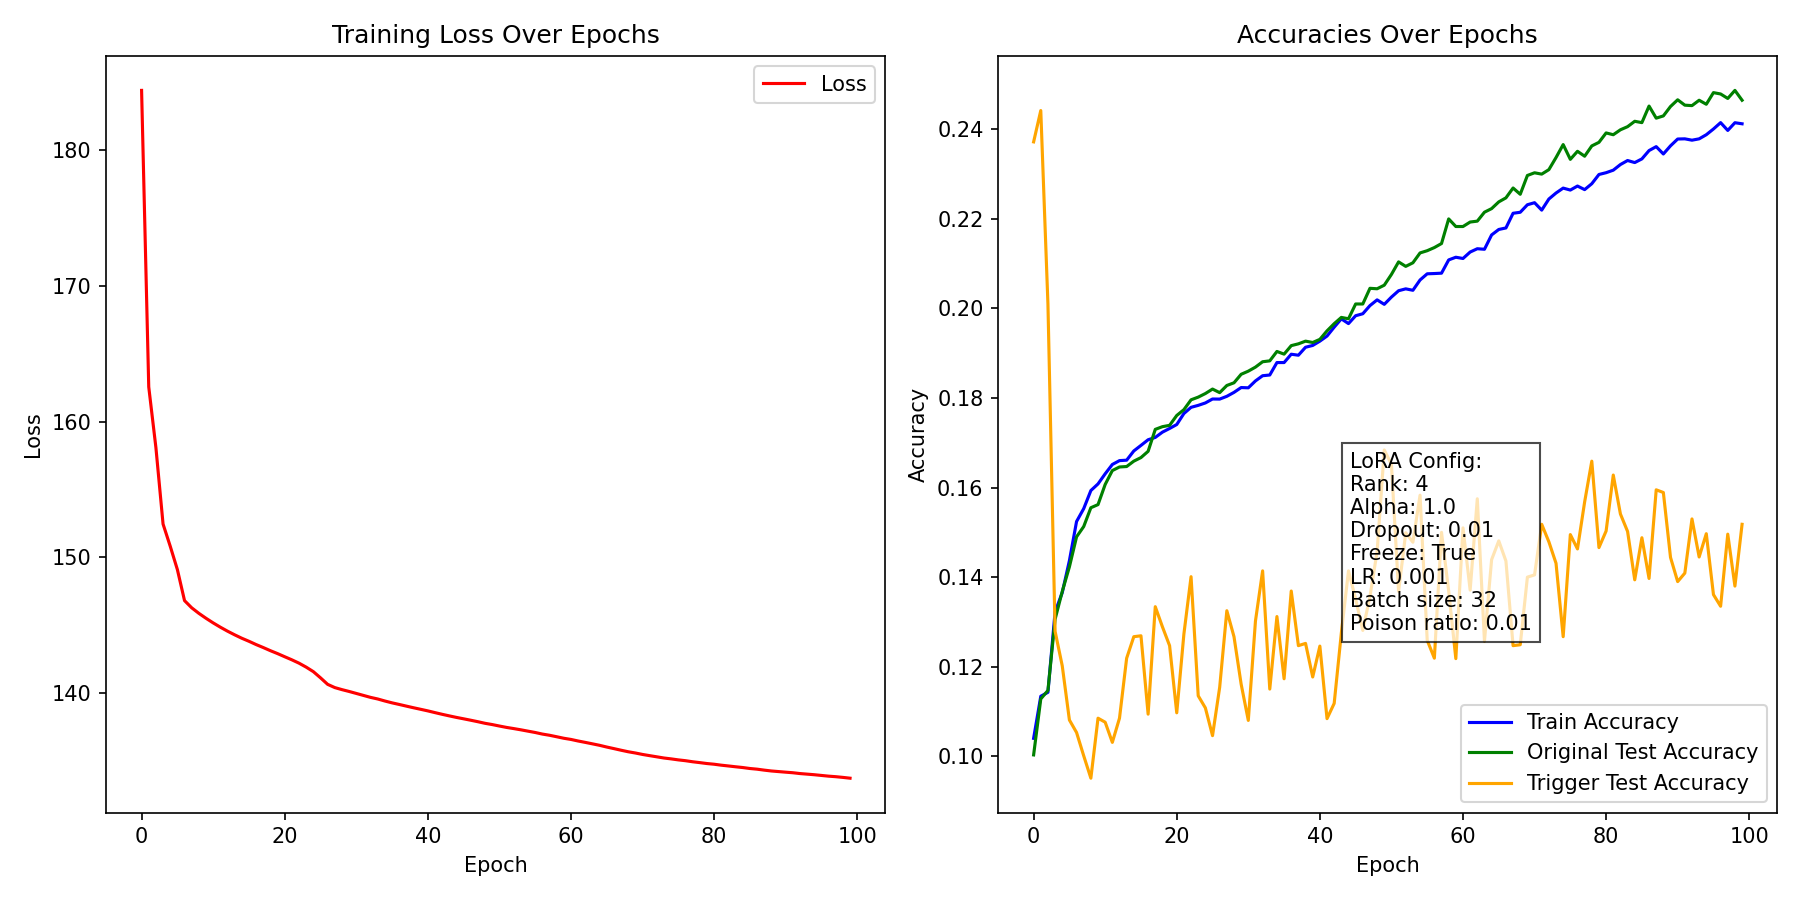 Training Loss Over Epochs
Loss
180
170
160
150
140
Loss
0
20
40
60
80
100
Epoch
Accuracies Over Epochs
0.24
0.22
0.20
0.18
0.16
0.14
0.12
0.10
Accuracy
LoRA Config:
Rank: 4
Alpha: 1.0
Dropout: 0.01
Freeze: True
LR: 0.001
Batch size: 32
Poison ratio: 0.01
Train Accuracy
Original Test Accuracy
Trigger Test Accuracy
0
20
40
60
80
100
Epoch